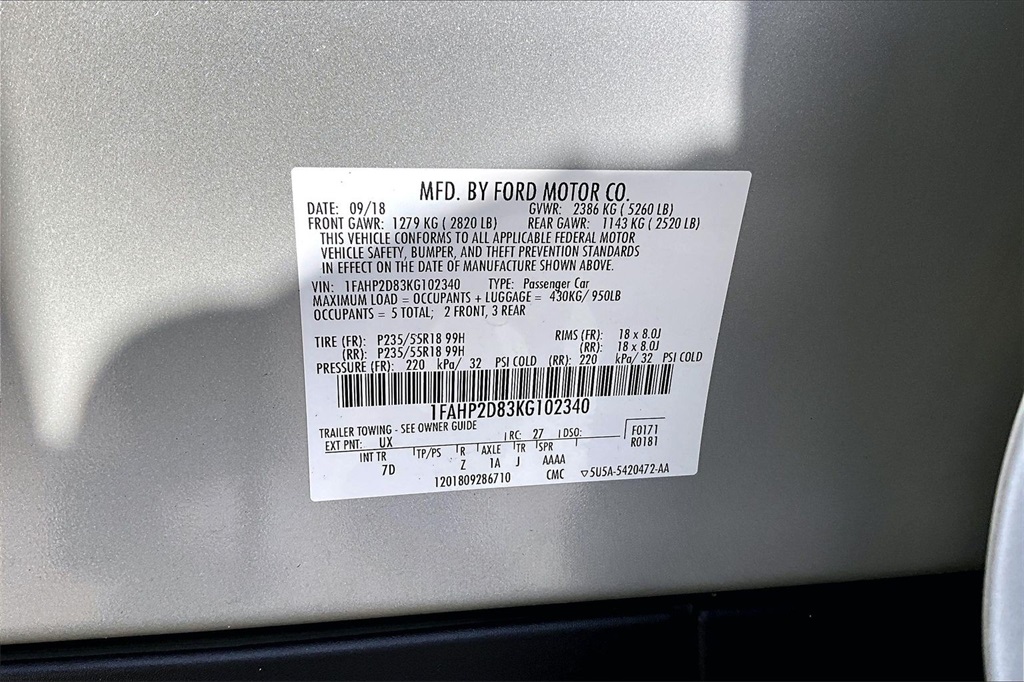 MFD. BY FORD MOTOR CO.
DATE: 09/18 GVWR: 2386 KG ( 5260 LB)
FRONT GAWR: 1279 KG ( 2820 LB) REAR GAWR: 1143 KG ( 2520 LB)
THIS VEHICLE CONFORMS TO ALL APPLICABLE FEDERAL MOTOR
VEHICLE SAFETY, BUMPER, AND THEFT PREVENTION STANDARDS
IN EFFECT ON THE DATE OF MANUFACTURE SHOWN ABOVE.
VIN: 1FAHP2D83KG102340 TYPE: Passenger Car
MAXIMUM LOAD = OCCUPANTS + LUGGAGE = 430KG/ 950LB
OCCUPANTS = 5 TOTAL; 2 FRONT, 3 REAR
TIRE (FR): P235/55R18 99H RIMS (FR): 18 x 8.0J
(RR): P235/55R18 99H (RR): 18 x 8.0J
PRESSURE (FR): 220 kPa/ 32 PSI COLD (RR): 220 kPa/ 32 PSI COLD
1FAHP2D83KG102340
TRAILER TOWING - SEE OWNER GUIDE
EXT PNT: UX RC: 27 DSO: F0171
R0181
INT TR TP/PS R AXLE TR SPR
7D Z 1A J AAAA
1201809286710 CMC ▽5U5A-5420472-AA